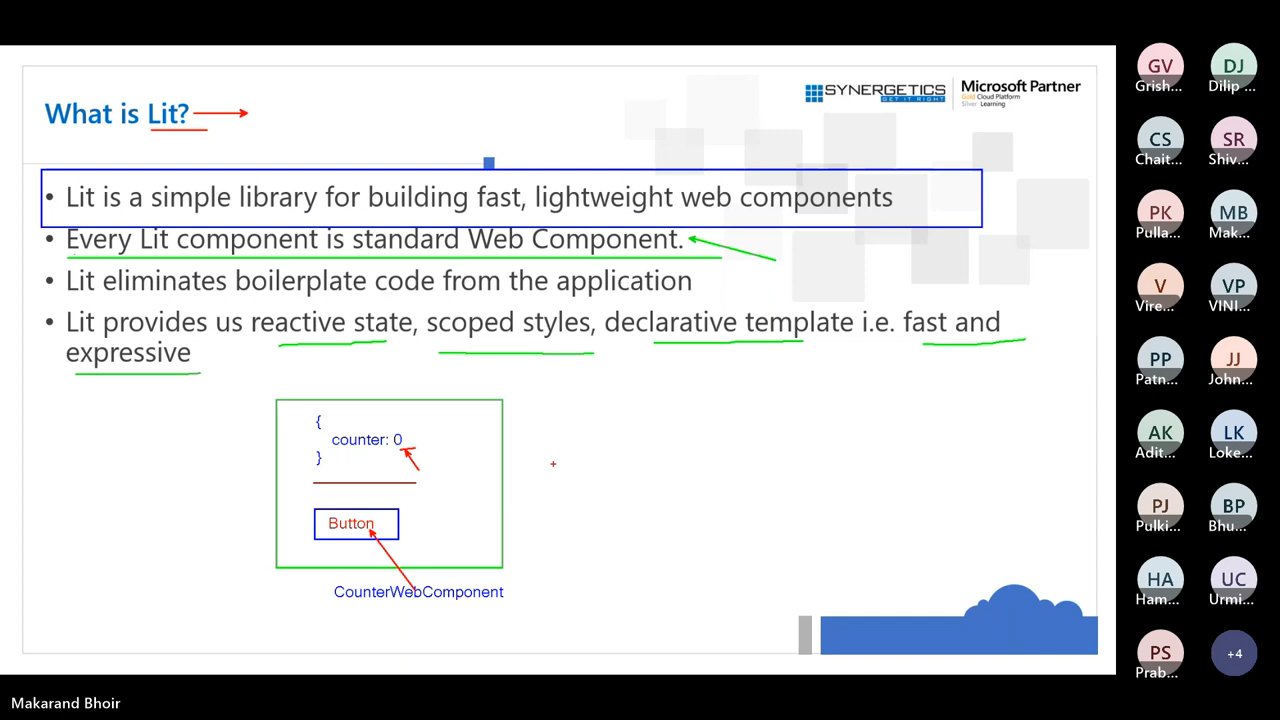 What is Lit?
SYNERGETICS
GET IT RIGHT
Microsoft Partner
Gold Cloud Platform
Silver Learning
• Lit is a simple library for building fast, lightweight web components
• Every Lit component is standard Web Component.
• Lit eliminates boilerplate code from the application
• Lit provides us reactive state, scoped styles, declarative template i.e. fast and
expressive
{
counter: 0
}
Button
CounterWebComponent
GV
Grish...
DJ
Dilip ...
CS
Chait...
SR
Shiv...
PK
Pulla...
MB
Mak...
V
Vire...
VP
VINI...
PP
Patn...
JJ
John...
AK
Adit...
LK
Loke...
PJ
Pulki...
BP
Bhu...
HA
Ham...
UC
Urmi...
PS
Prab...
+4
Makarand Bhoir